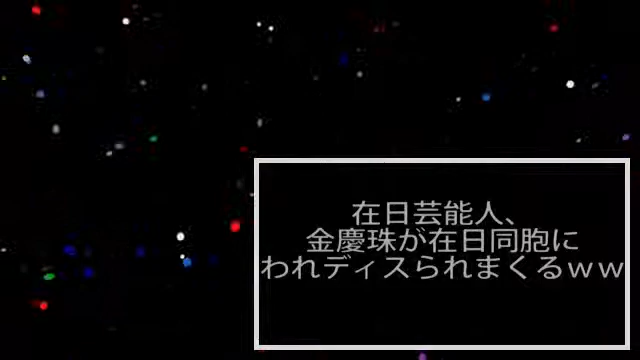 在日芸能人、
金慶珠が在日同胞に
われディスられまくるｗｗ